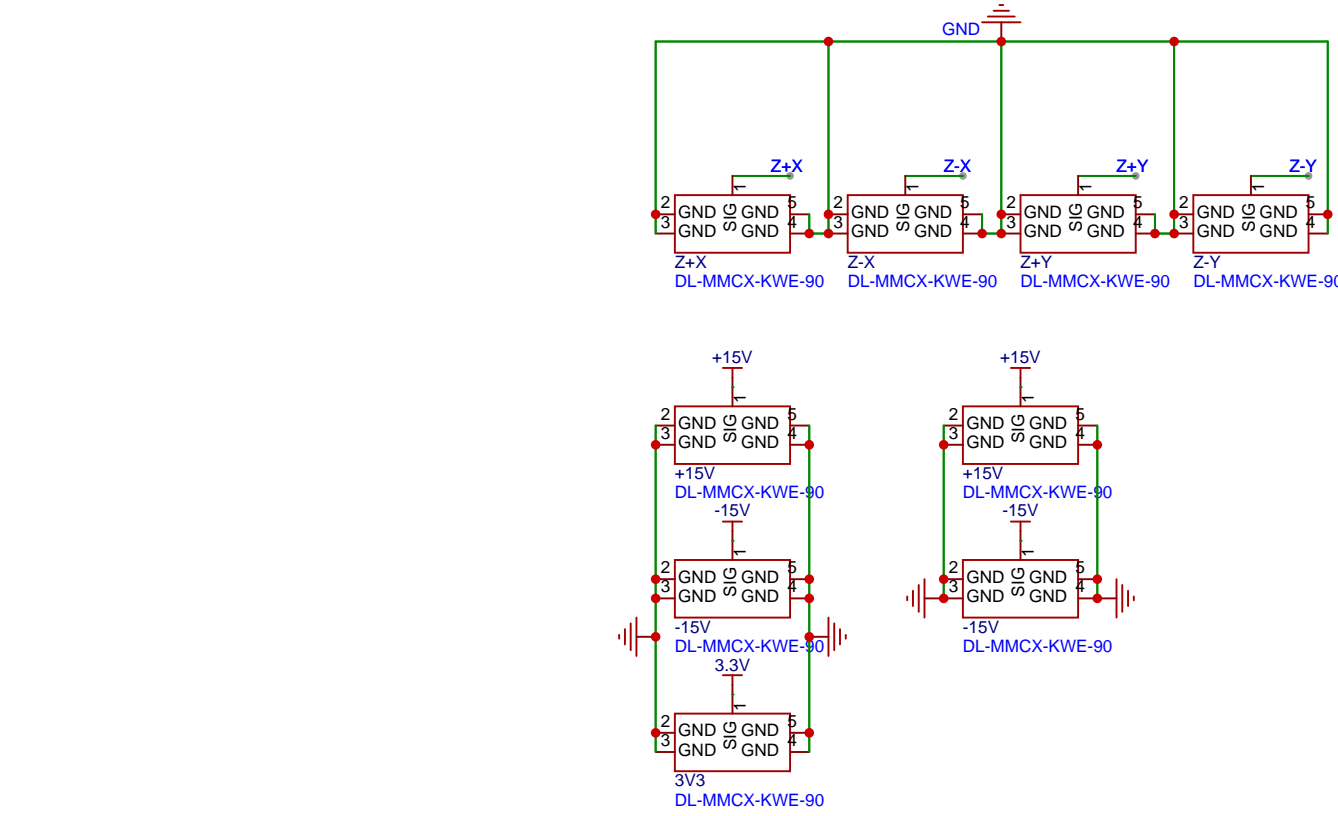 GND
Z+X Z-X Z+Y Z-Y
1 1 1 1
2 GND SIG GND 5 2 GND SIG GND 5 2 GND SIG GND 5 2 GND SIG GND 5
3 GND GND 4 3 GND GND 4 3 GND GND 4 3 GND GND 4
Z+X Z-X Z+Y Z-Y
DL-MMCX-KWE-90 DL-MMCX-KWE-90 DL-MMCX-KWE-90 DL-MMCX-KWE-90
+15V +15V
1 1
2 GND SIG GND 5 2 GND SIG GND 5
3 GND GND 4 3 GND GND 4
+15V +15V
DL-MMCX-KWE-90 DL-MMCX-KWE-90
-15V -15V
1 1
2 GND SIG GND 5 2 GND SIG GND 5
3 GND GND 4 3 GND GND 4
-15V -15V
DL-MMCX-KWE-90 DL-MMCX-KWE-90
3.3V
1
2 GND SIG GND 5
3 GND GND 4
3V3
DL-MMCX-KWE-90